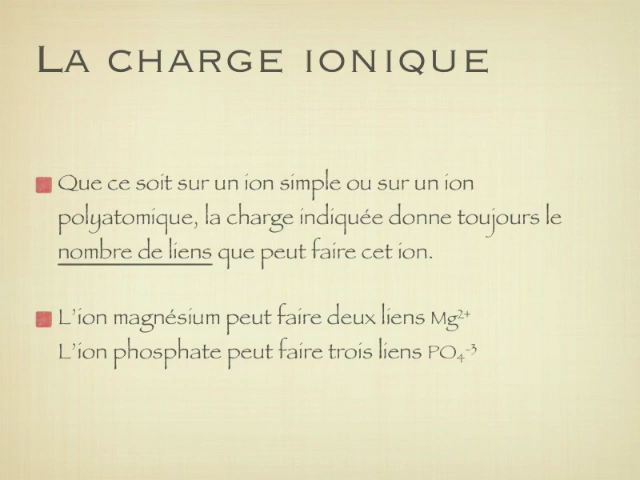 La charge ionique
Que ce soit sur un ion simple ou sur un ion
polyatomique, la charge indiquée donne toujours le
nombre de liens que peut faire cet ion.
L'ion magnésium peut faire deux liens Mg²⁺
L'ion phosphate peut faire trois liens PO₄⁻³